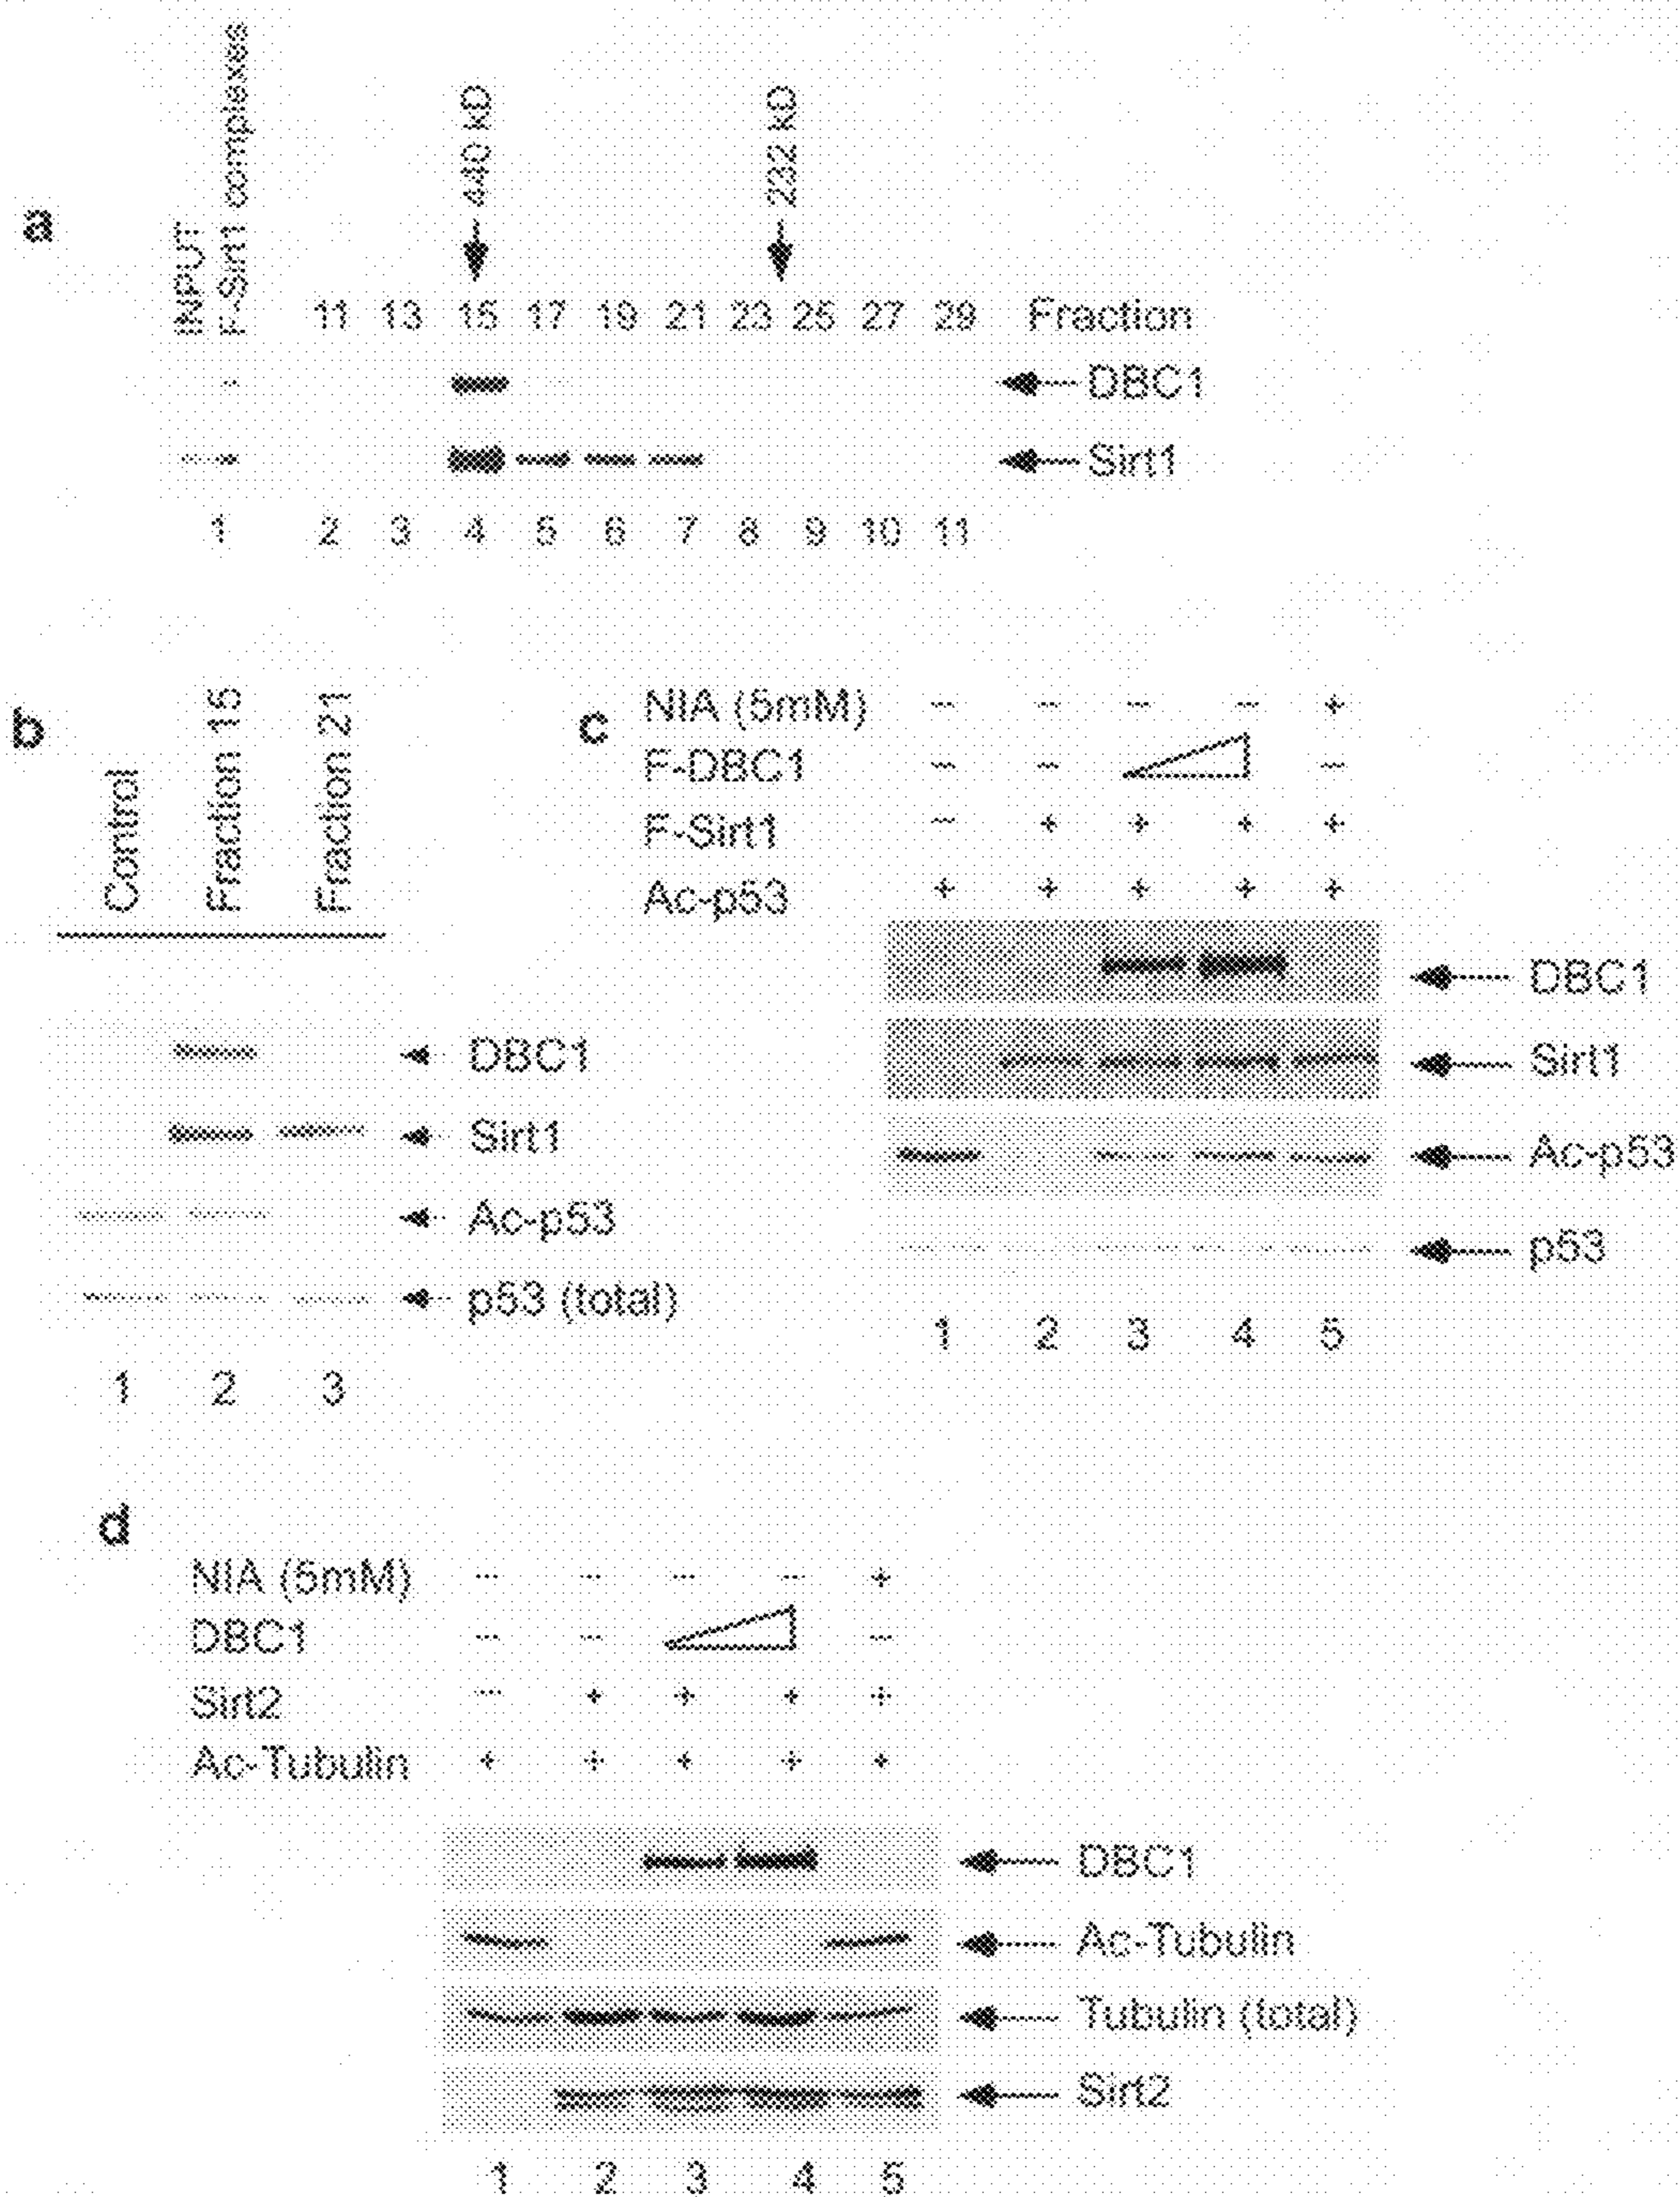 a
INPUT
F-Sirt1 complexes
440 kD
232 kD
11 13 15 17 19 21 23 25 27 29 Fraction
DBC1
Sirt1
1 2 3 4 5 6 7 8 9 10 11
b
Control
Fraction 15
Fraction 21
DBC1
Sirt1
Ac-p53
p53 (total)
1 2 3
c
NIA (5mM) - - - - +
F-DBC1 - - -
F-Sirt1 - + + + +
Ac-p53 + + + + +
DBC1
Sirt1
Ac-p53
p53
1 2 3 4 5
d
NIA (5mM) - - - - +
DBC1 - - -
Sirt2 - + + + +
Ac-Tubulin + + + + +
DBC1
Ac-Tubulin
Tubulin (total)
Sirt2
1 2 3 4 5